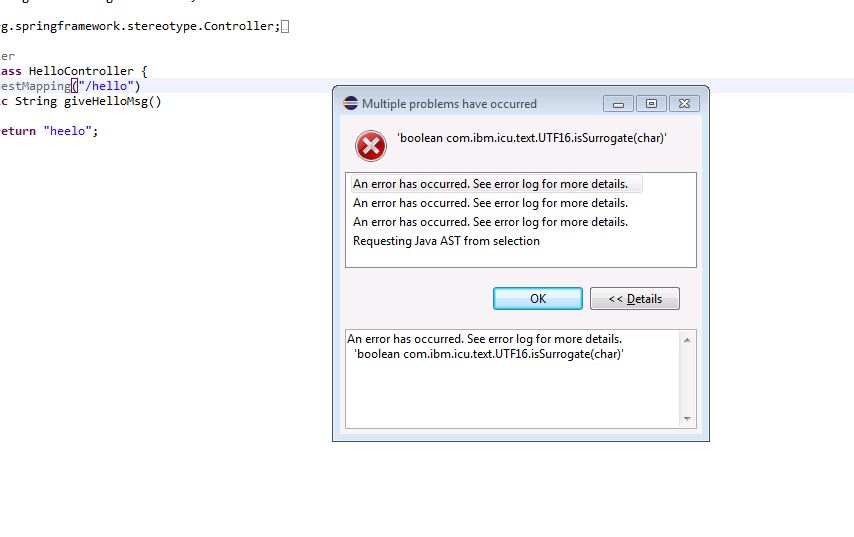 g.springframework.stereotype.Controller;
er
ass HelloController {
estMapping("/hello")
c String giveHelloMsg()
eturn "heelo";
Multiple problems have occurred
'boolean com.ibm.icu.text.UTF16.isSurrogate(char)'
An error has occurred. See error log for more details.
An error has occurred. See error log for more details.
An error has occurred. See error log for more details.
Requesting Java AST from selection
OK
<< Details
An error has occurred. See error log for more details.
'boolean com.ibm.icu.text.UTF16.isSurrogate(char)'